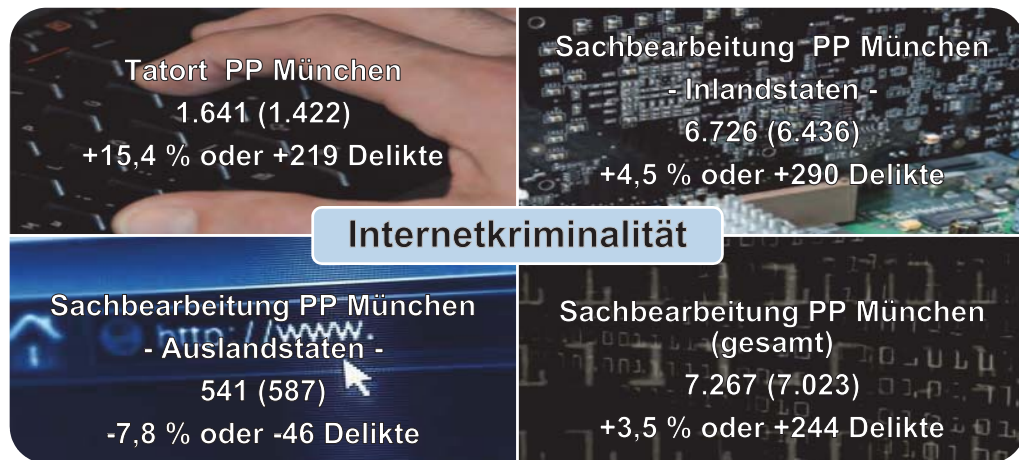 Tatort PP München
1.641 (1.422)
+15,4 % oder +219 Delikte
Sachbearbeitung PP München
- Inlandstaten -
6.726 (6.436)
+4,5 % oder +290 Delikte
Internetkriminalität
Sachbearbeitung PP München
http://www.
- Auslandstaten -
541 (587)
-7,8 % oder -46 Delikte
Sachbearbeitung PP München
(gesamt)
7.267 (7.023)
+3,5 % oder +244 Delikte